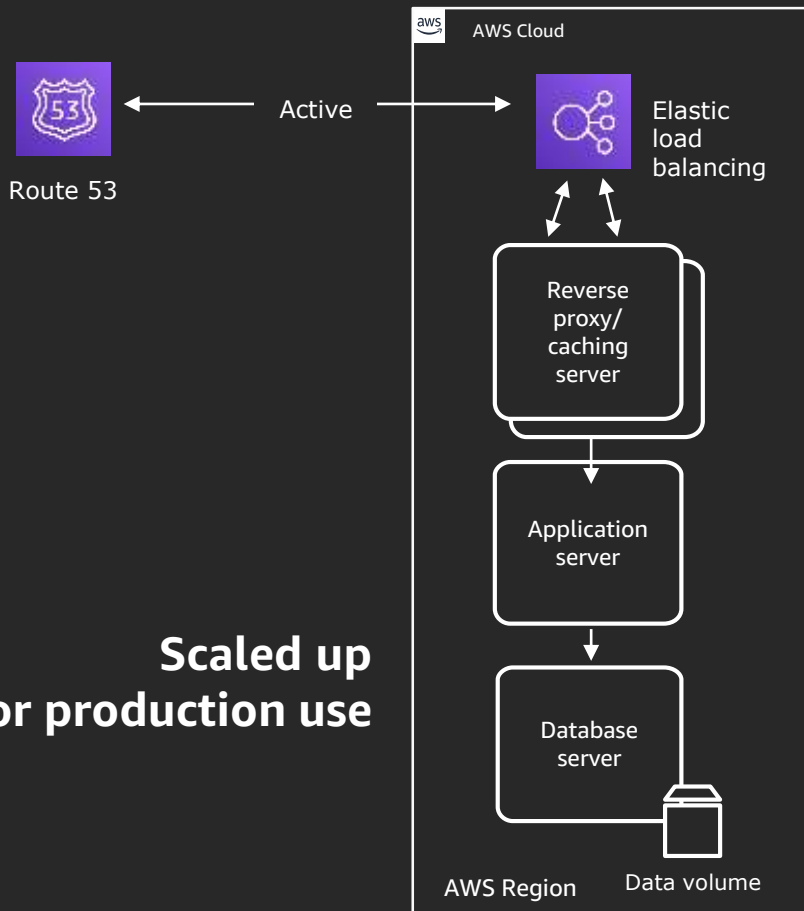 aws
AWS Cloud
53
Active
Elastic
load
balancing
Route 53
Reverse
proxy/
caching
server
Application
server
Scaled up
or production use
Database
server
AWS Region
Data volume